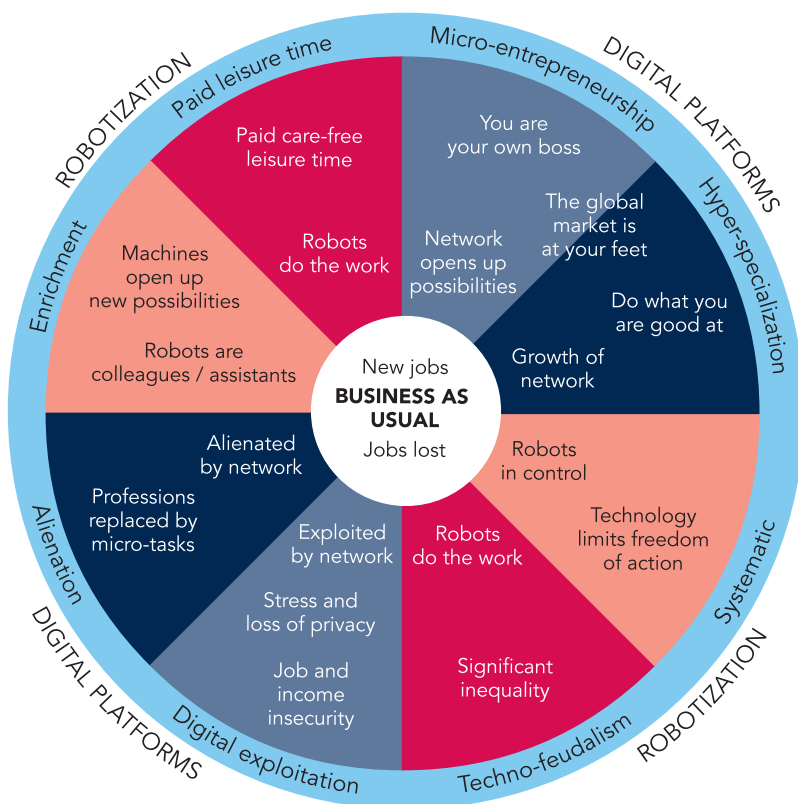 ROBOTIZATION
Paid leisure time
Paid care-free
leisure time
Robots
do the work
DIGITAL PLATFORMS
Micro-entrepreneurship
You are
your own boss
Network
opens up
possibilities
Hyper-specialization
The global
market is
at your feet
Do what you
are good at
Growth of
network
Enrichment
Machines
open up
new possibilities
Robots are
colleagues / assistants
New jobs
BUSINESS AS
USUAL
Jobs lost
Alienation
Alienated
by network
Professions
replaced by
micro-tasks
DIGITAL PLATFORMS
Digital exploitation
Exploited
by network
Stress and
loss of privacy
Job and
income
insecurity
Techno-feudalism
Robots
do the work
Significant
inequality
Systematic
Robots
in control
Technology
limits freedom
of action
ROBOTIZATION